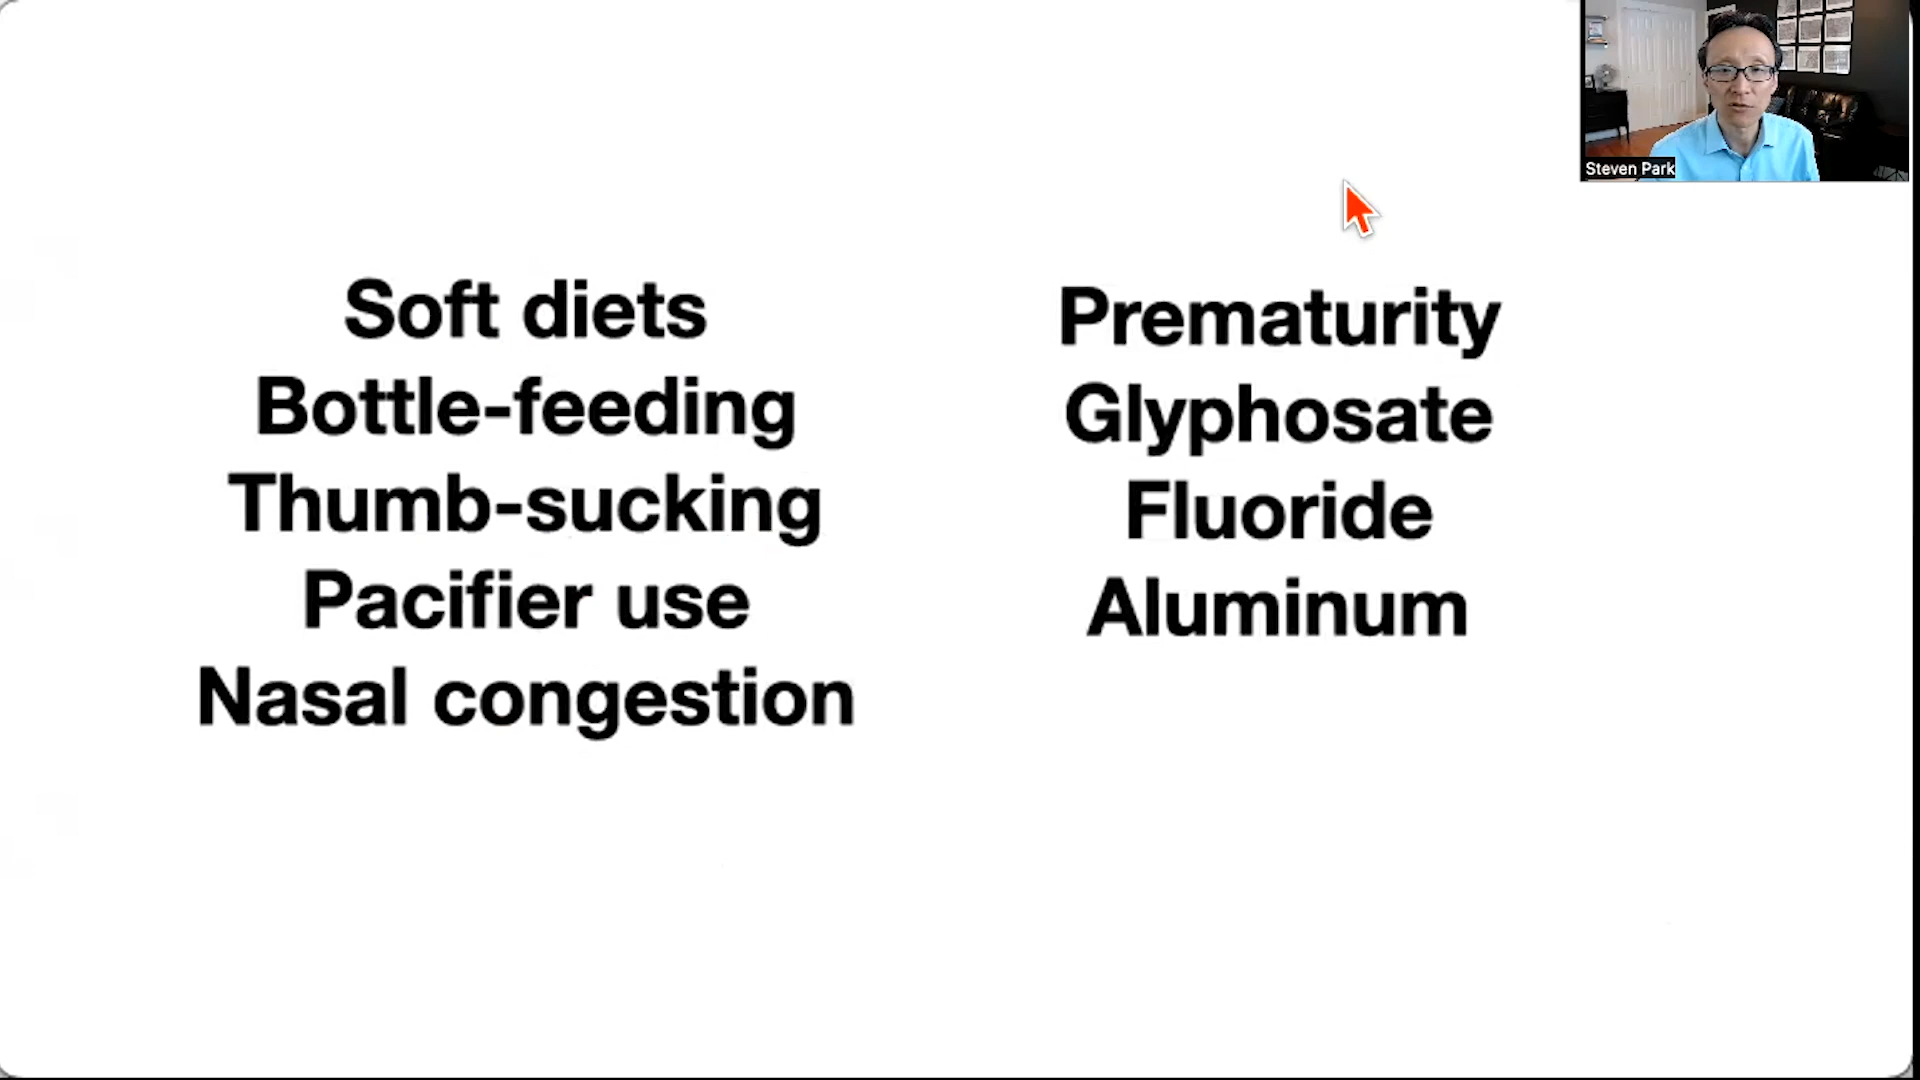 Soft diets
Bottle-feeding
Thumb-sucking
Pacifier use
Nasal congestion
Prematurity
Glyphosate
Fluoride
Aluminum
Steven Park